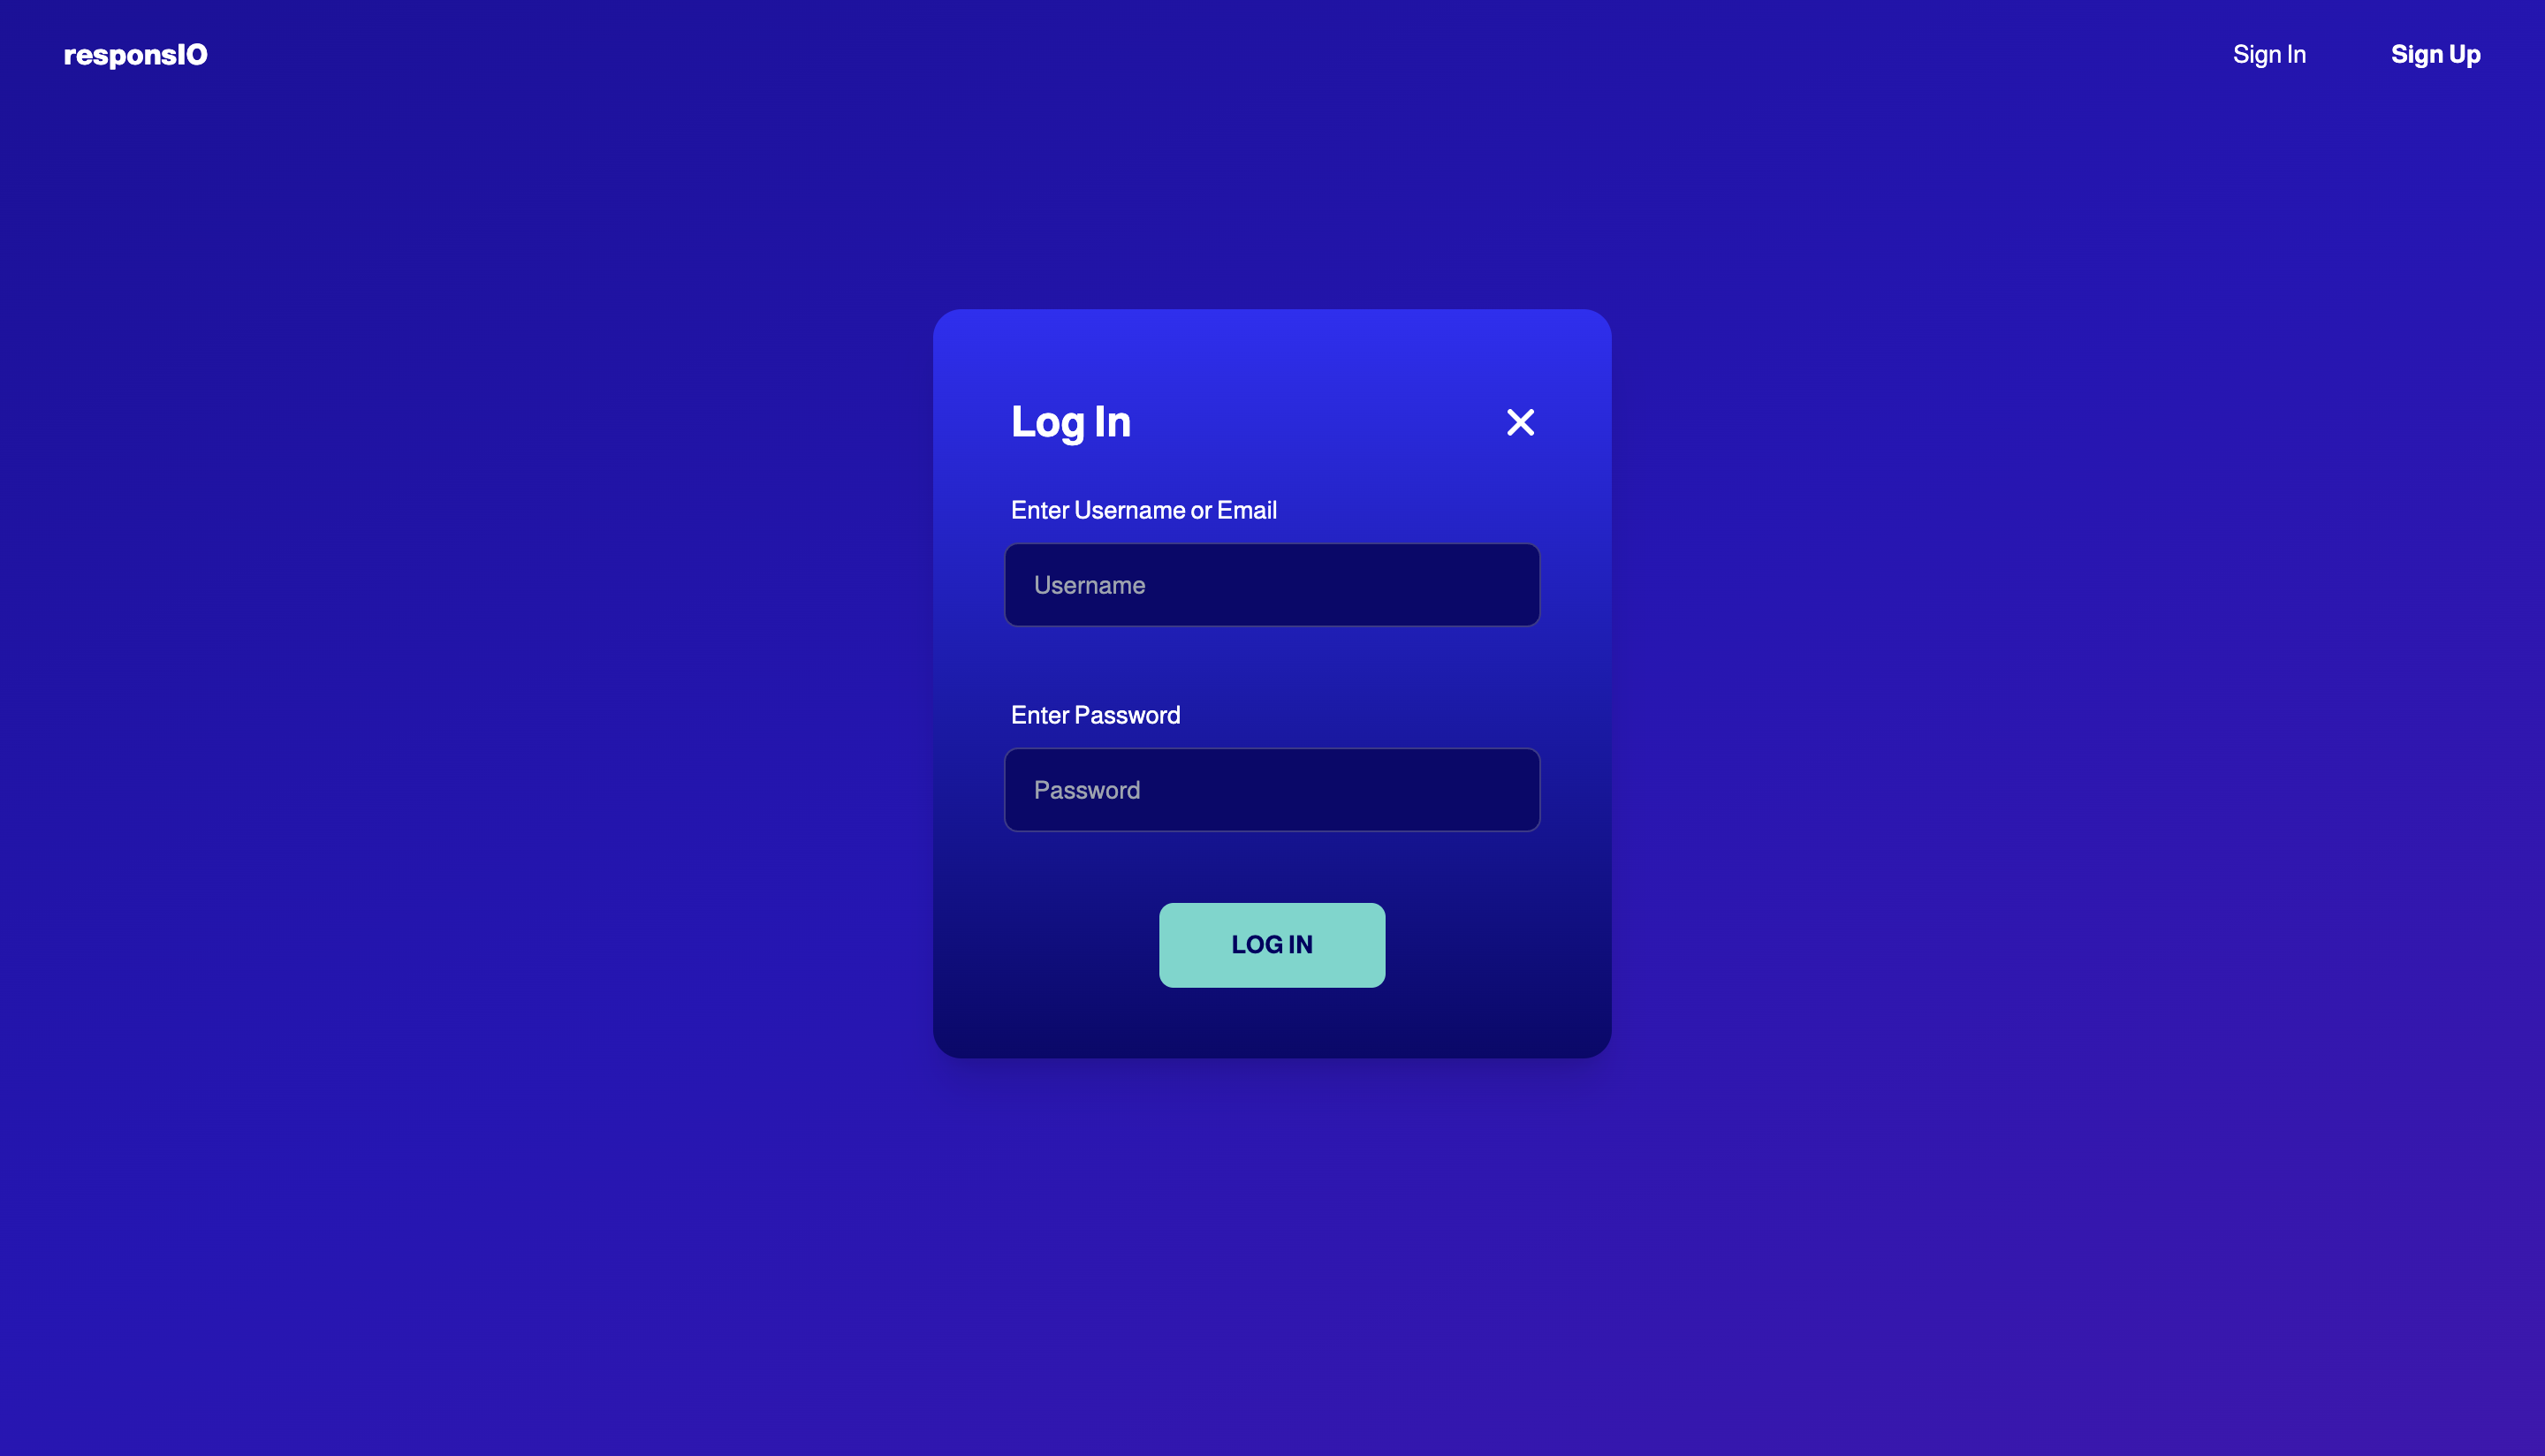 responsIO
Sign In
Sign Up
Log In
Enter Username or Email
Username
Enter Password
Password
LOG IN